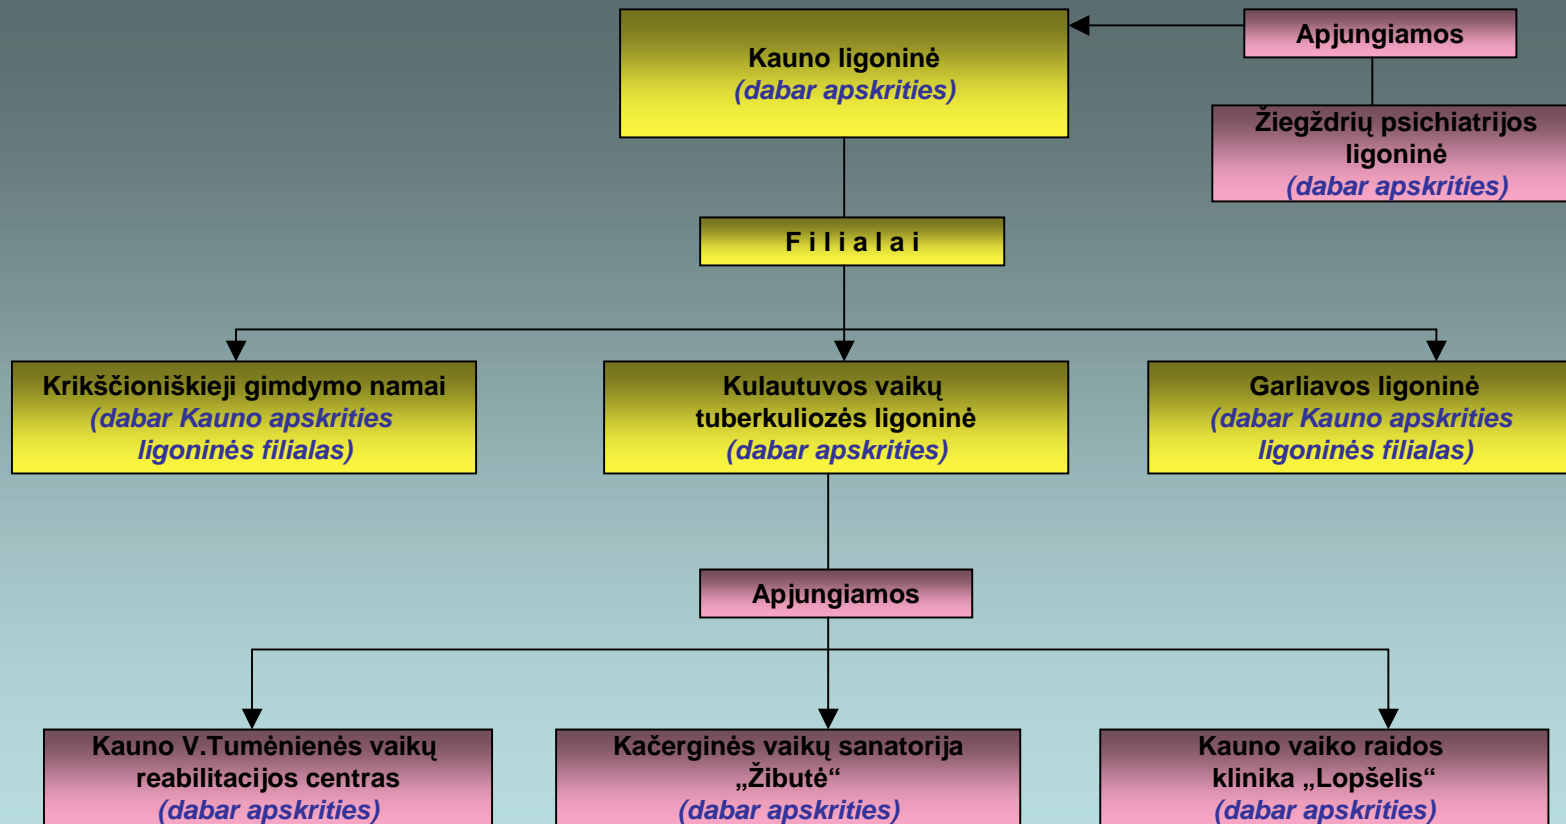 Kauno ligoninė
(dabar apskrities)
Apjungiamos
Žiegždrių psichiatrijos
ligoninė
(dabar apskrities)
F i l i a l a i
Krikščioniškieji gimdymo namai
(dabar Kauno apskrities
ligoninės filialas)
Kulautuvos vaikų
tuberkuliozės ligoninė
(dabar apskrities)
Garliavos ligoninė
(dabar Kauno apskrities
ligoninės filialas)
Apjungiamos
Kauno V.Tumėnienės vaikų
reabilitacijos centras
(dabar apskrities)
Kačerginės vaikų sanatorija
„Žibutė“
(dabar apskrities)
Kauno vaiko raidos
klinika „Lopšelis“
(dabar apskrities)